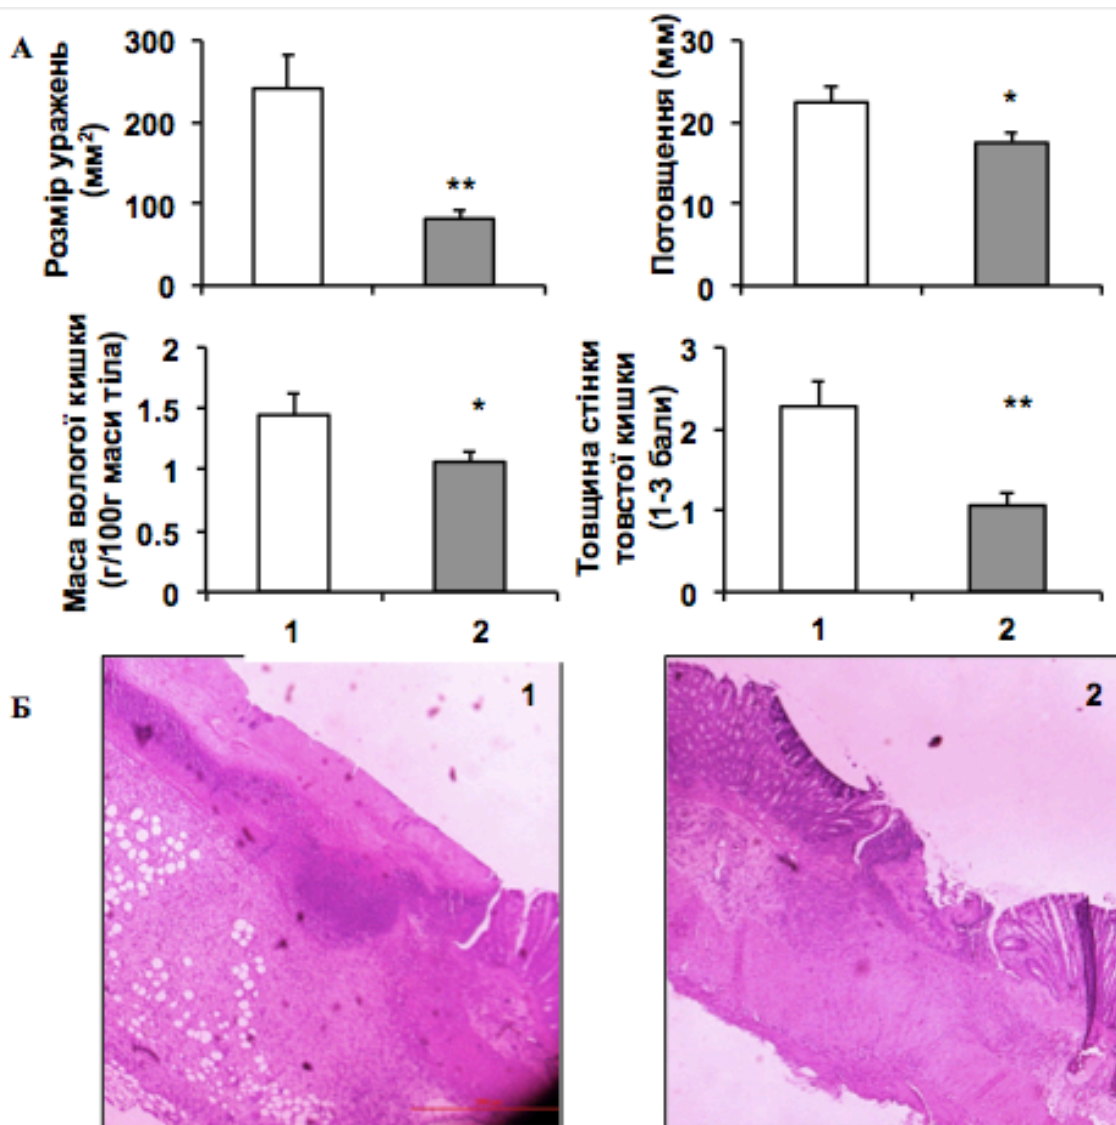 А
Розмір уражень
(мм²)
300
200
100
0
**
Потовщення (мм)
30
20
10
0
*
Маса вологої кишки
(г/100г маси тіла)
2
1.5
1
0.5
0
*
1
2
Товщина стінки
товстої кишки
(1-3 бали)
3
2
1
0
**
1
2
Б
1
2